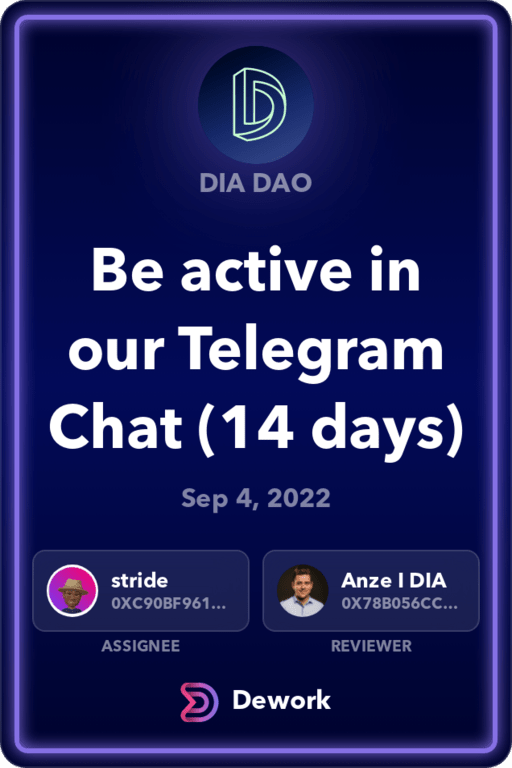 DIA DAO
Be active in
our Telegram
Chat (14 days)
Sep 4, 2022
stride
0XC90BF961...
ASSIGNEE
Anze I DIA
0X78B056CC...
REVIEWER
Dework